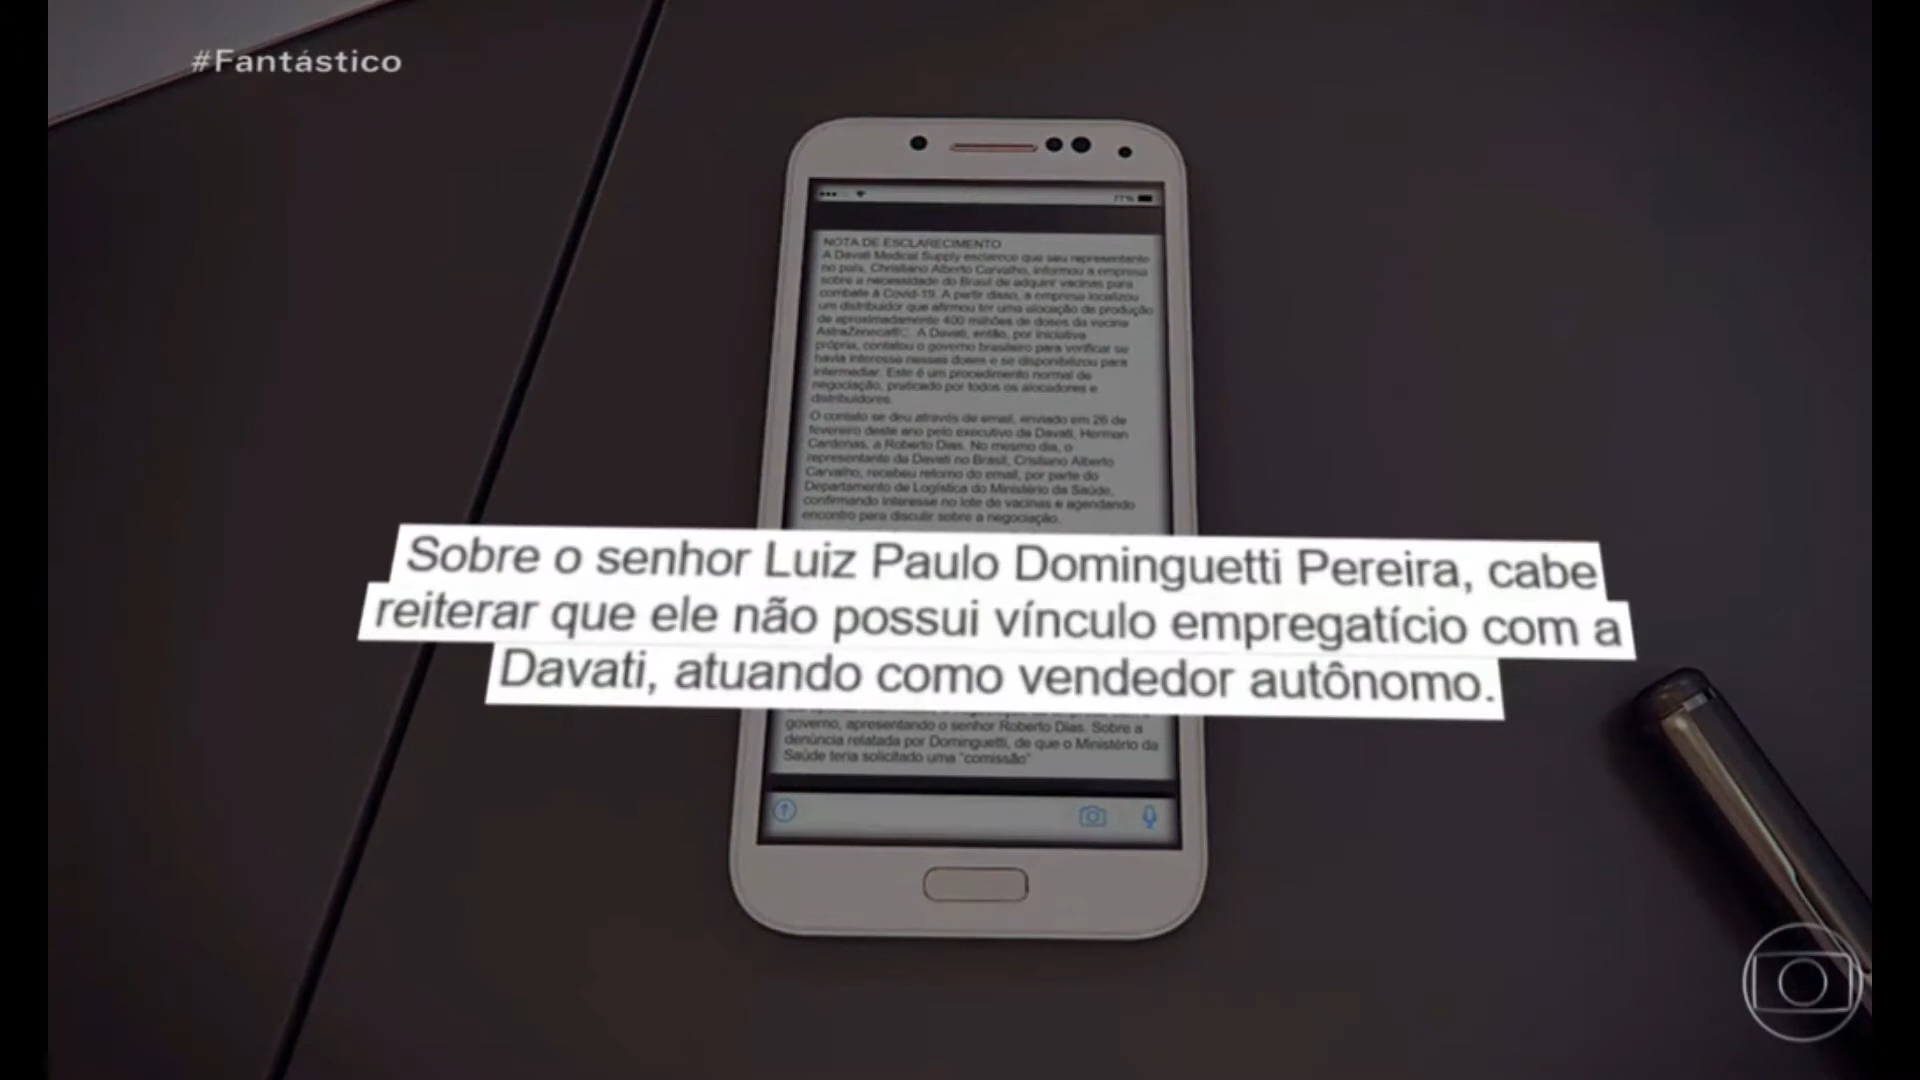 #Fantástico
77%
NOTA DE ESCLARECIMENTO
A Davati Medical Supply esclarece que seu representante
no país, Christiano Alberto Carvalho, informou a empresa
sobre a necessidade do Brasil de adquirir vacinas para
combate à Covid-19. A partir disso, a empresa localizou
um distribuidor que afirmou ter uma alocação de produção
de aproximadamente 400 milhões de doses da vacina
AstraZeneca®. A Davati, então, por iniciativa
própria, contatou o governo brasileiro para verificar se
havia interesse nessas doses e se disponibilizou para
intermediar. Este é um procedimento normal de
negociação, praticado por todos os alocadores e
distribuidores.
O contato se deu através de email, enviado em 26 de
fevereiro deste ano pelo executivo da Davati, Herman
Cardenas, a Roberto Dias. No mesmo dia, o
representante da Davati no Brasil, Cristiano Alberto
Carvalho, recebeu retorno do email, por parte do
Departamento de Logística do Ministério da Saúde,
confirmando interesse no lote de vacinas e agendando
encontro para discutir sobre a negociação.
Sobre o senhor Luiz Paulo Dominguetti Pereira, cabe
reiterar que ele não possui vínculo empregatício com a
Davati, atuando como vendedor autônomo.
governo, apresentando o senhor Roberto Dias. Sobre a
denúncia relatada por Dominguetti, de que o Ministério da
Saúde teria solicitado uma "comissão"